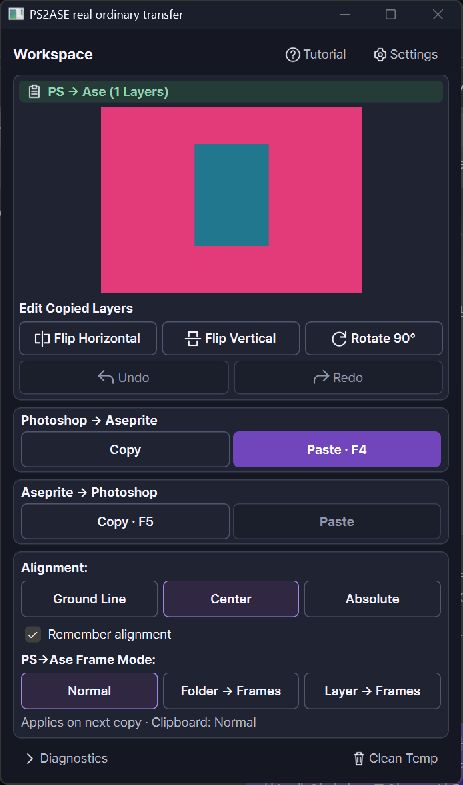 PS2ASE real ordinary transfer
Workspace
Tutorial
Settings
PS → Ase (1 Layers)
Edit Copied Layers
Flip Horizontal
Flip Vertical
Rotate 90°
Undo
Redo
Photoshop → Aseprite
Copy
Paste · F4
Aseprite → Photoshop
Copy · F5
Paste
Alignment:
Ground Line
Center
Absolute
Remember alignment
PS→Ase Frame Mode:
Normal
Folder → Frames
Layer → Frames
Applies on next copy · Clipboard: Normal
Diagnostics
Clean Temp